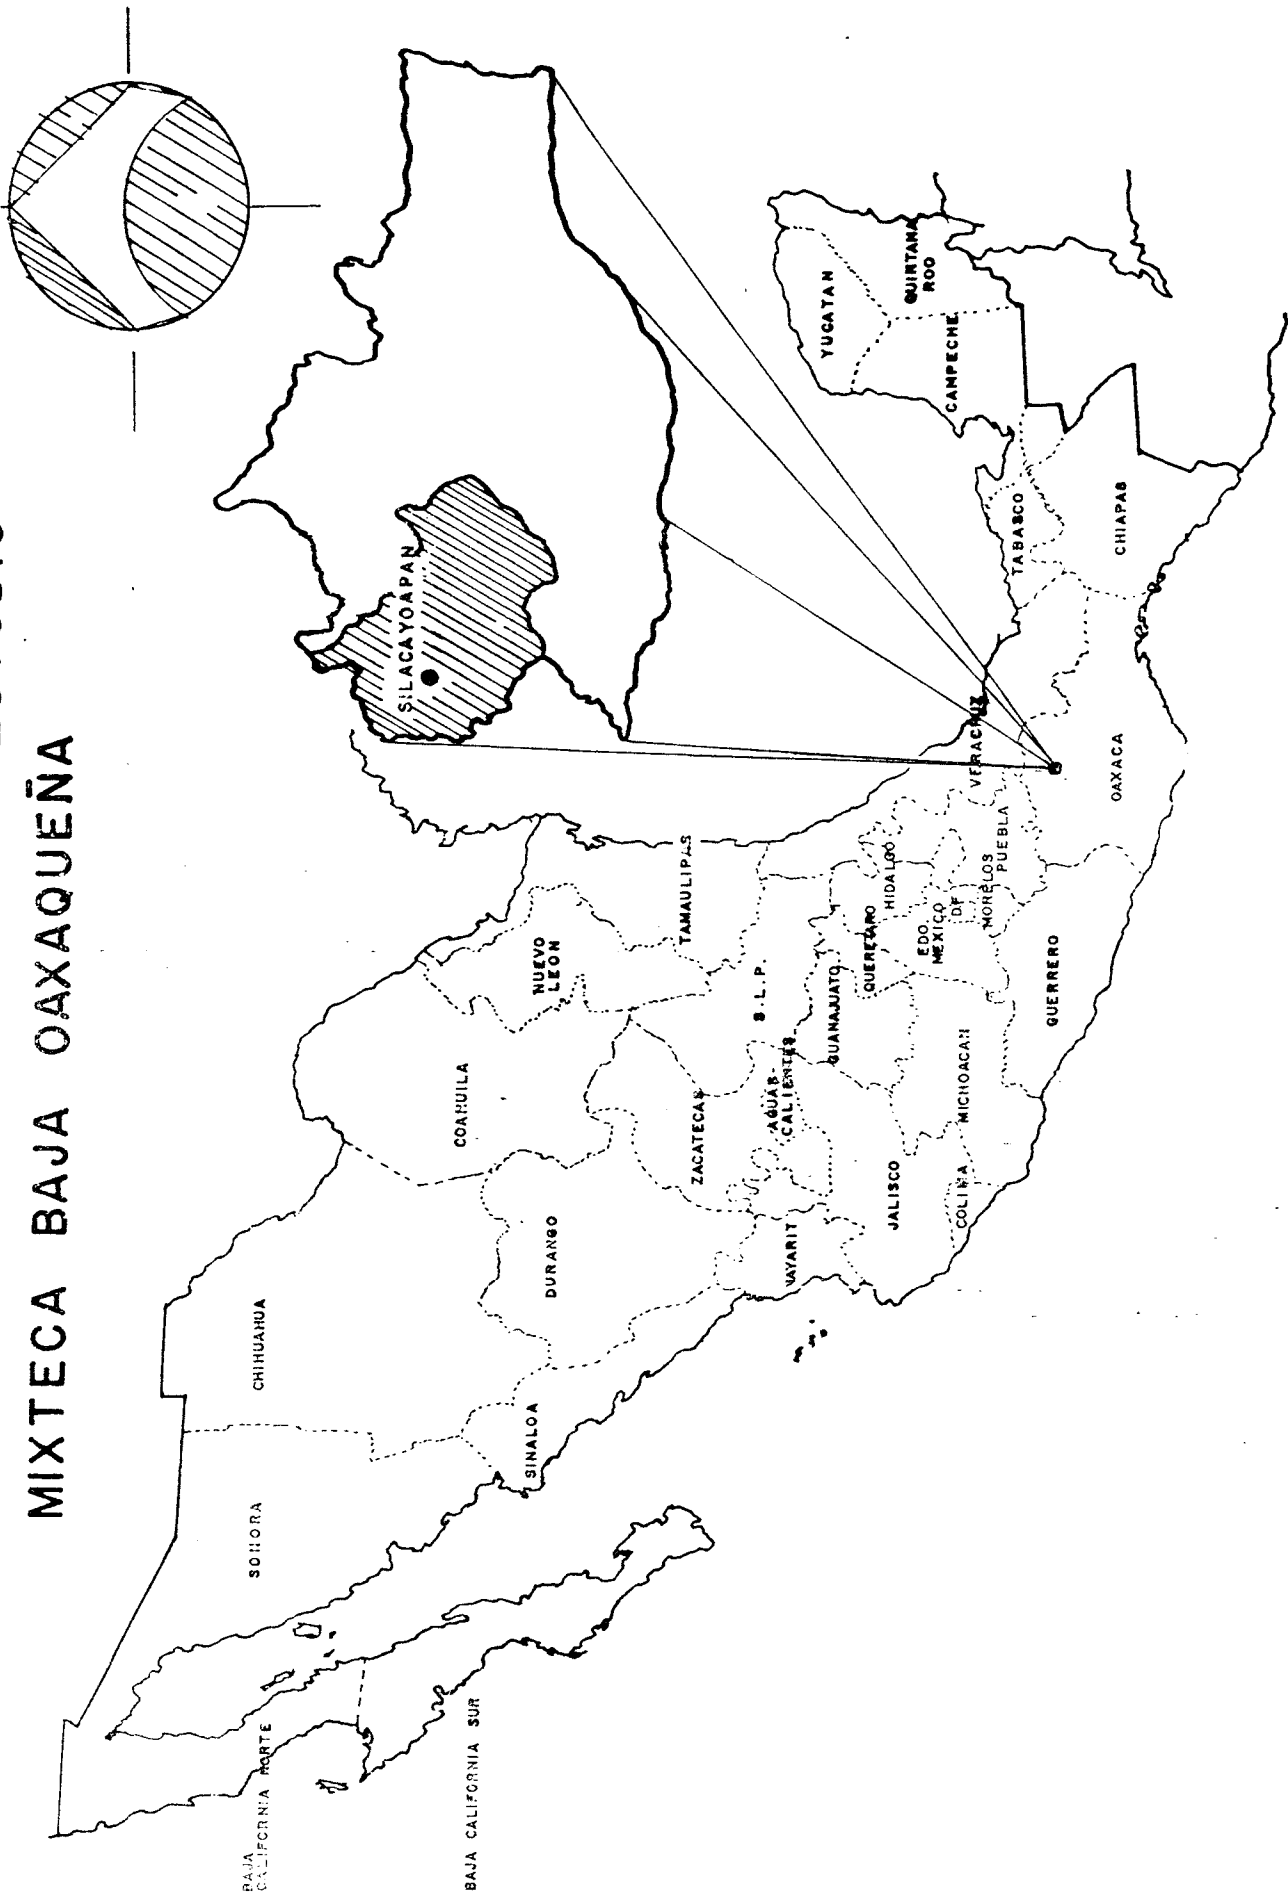 MIXTECA BAJA OAXAQUEÑA
SILACAYOAPAN
BAJA
CALIFORNIA NORTE
BAJA CALIFORNIA SUR
SONORA
CHIHUAHUA
SINALOA
DURANGO
COAHUILA
NUEVO
LEON
TAMAULIPAS
ZACATECAS
S.L.P.
AGUAS-
CALIENTES
NAYARIT
JALISCO
COLIMA
MICHOACAN
GUANAJUATO
QUERETARO
HIDALGO
EDO
MEXICO
DF
MORELOS
PUEBLA
VERACRUZ
GUERRERO
OAXACA
TABASCO
CHIAPAS
CAMPECHE
YUCATAN
QUINTANA
ROO